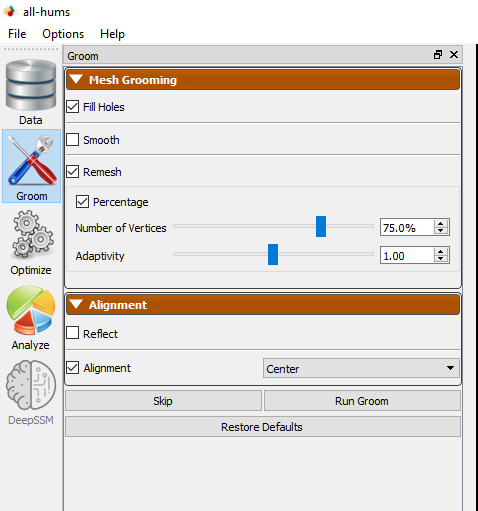 all-hums
File Options Help
Groom
Mesh Grooming
Data
Fill Holes
Smooth
Remesh
Groom
Percentage
Number of Vertices 75.0%
Adaptivity 1.00
Optimize
Alignment
Reflect
Analyze
Alignment Center
Skip Run Groom
DeepSSM
Restore Defaults